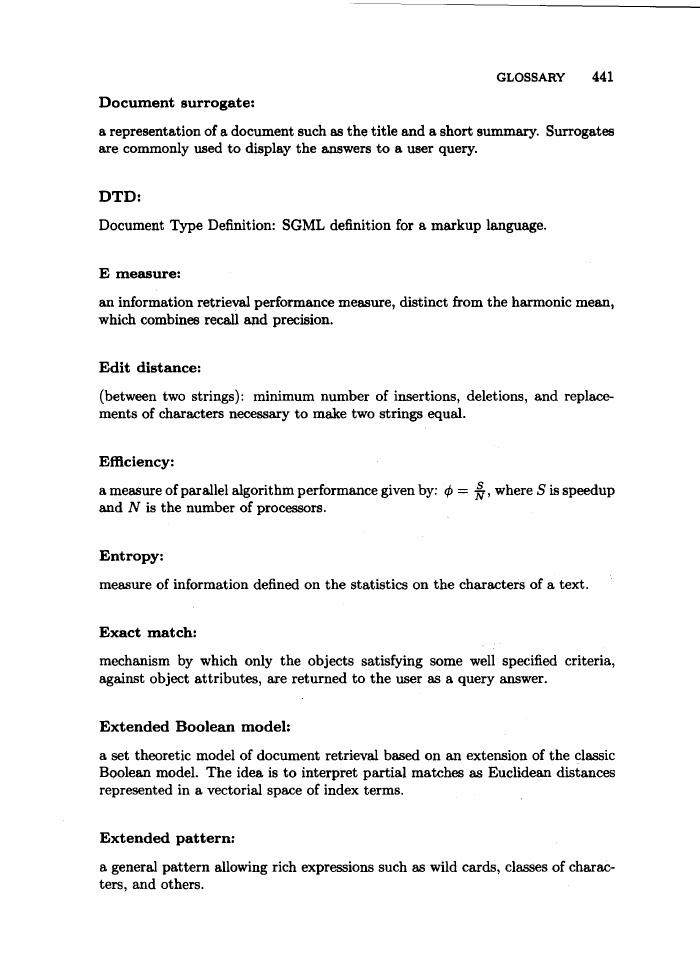 GLOSSARY 441
Document surrogate:
a representation of a document such as the title and a short summary. Surrogates
are commonly used to display the answers to a user query.
DTD:
Document Type Definition: SGML definition for a markup language.
E measure:
an information retrieval performance measure, distinct from the harmonic mean,
which combines recall and precision.
Edit distance:
(between two strings): minimum number of insertions, deletions, and replace-
ments of characters necessary to make two strings equal.
Efficiency:
a measure of parallel algorithm performance given by: ϕ = S/N, where S is speedup
and N is the number of processors.
Entropy:
measure of information defined on the statistics on the characters of a text.
Exact match:
mechanism by which only the objects satisfying some well specified criteria,
against object attributes, are returned to the user as a query answer.
Extended Boolean model:
a set theoretic model of document retrieval based on an extension of the classic
Boolean model. The idea is to interpret partial matches as Euclidean distances
represented in a vectorial space of index terms.
Extended pattern:
a general pattern allowing rich expressions such as wild cards, classes of charac-
ters, and others.